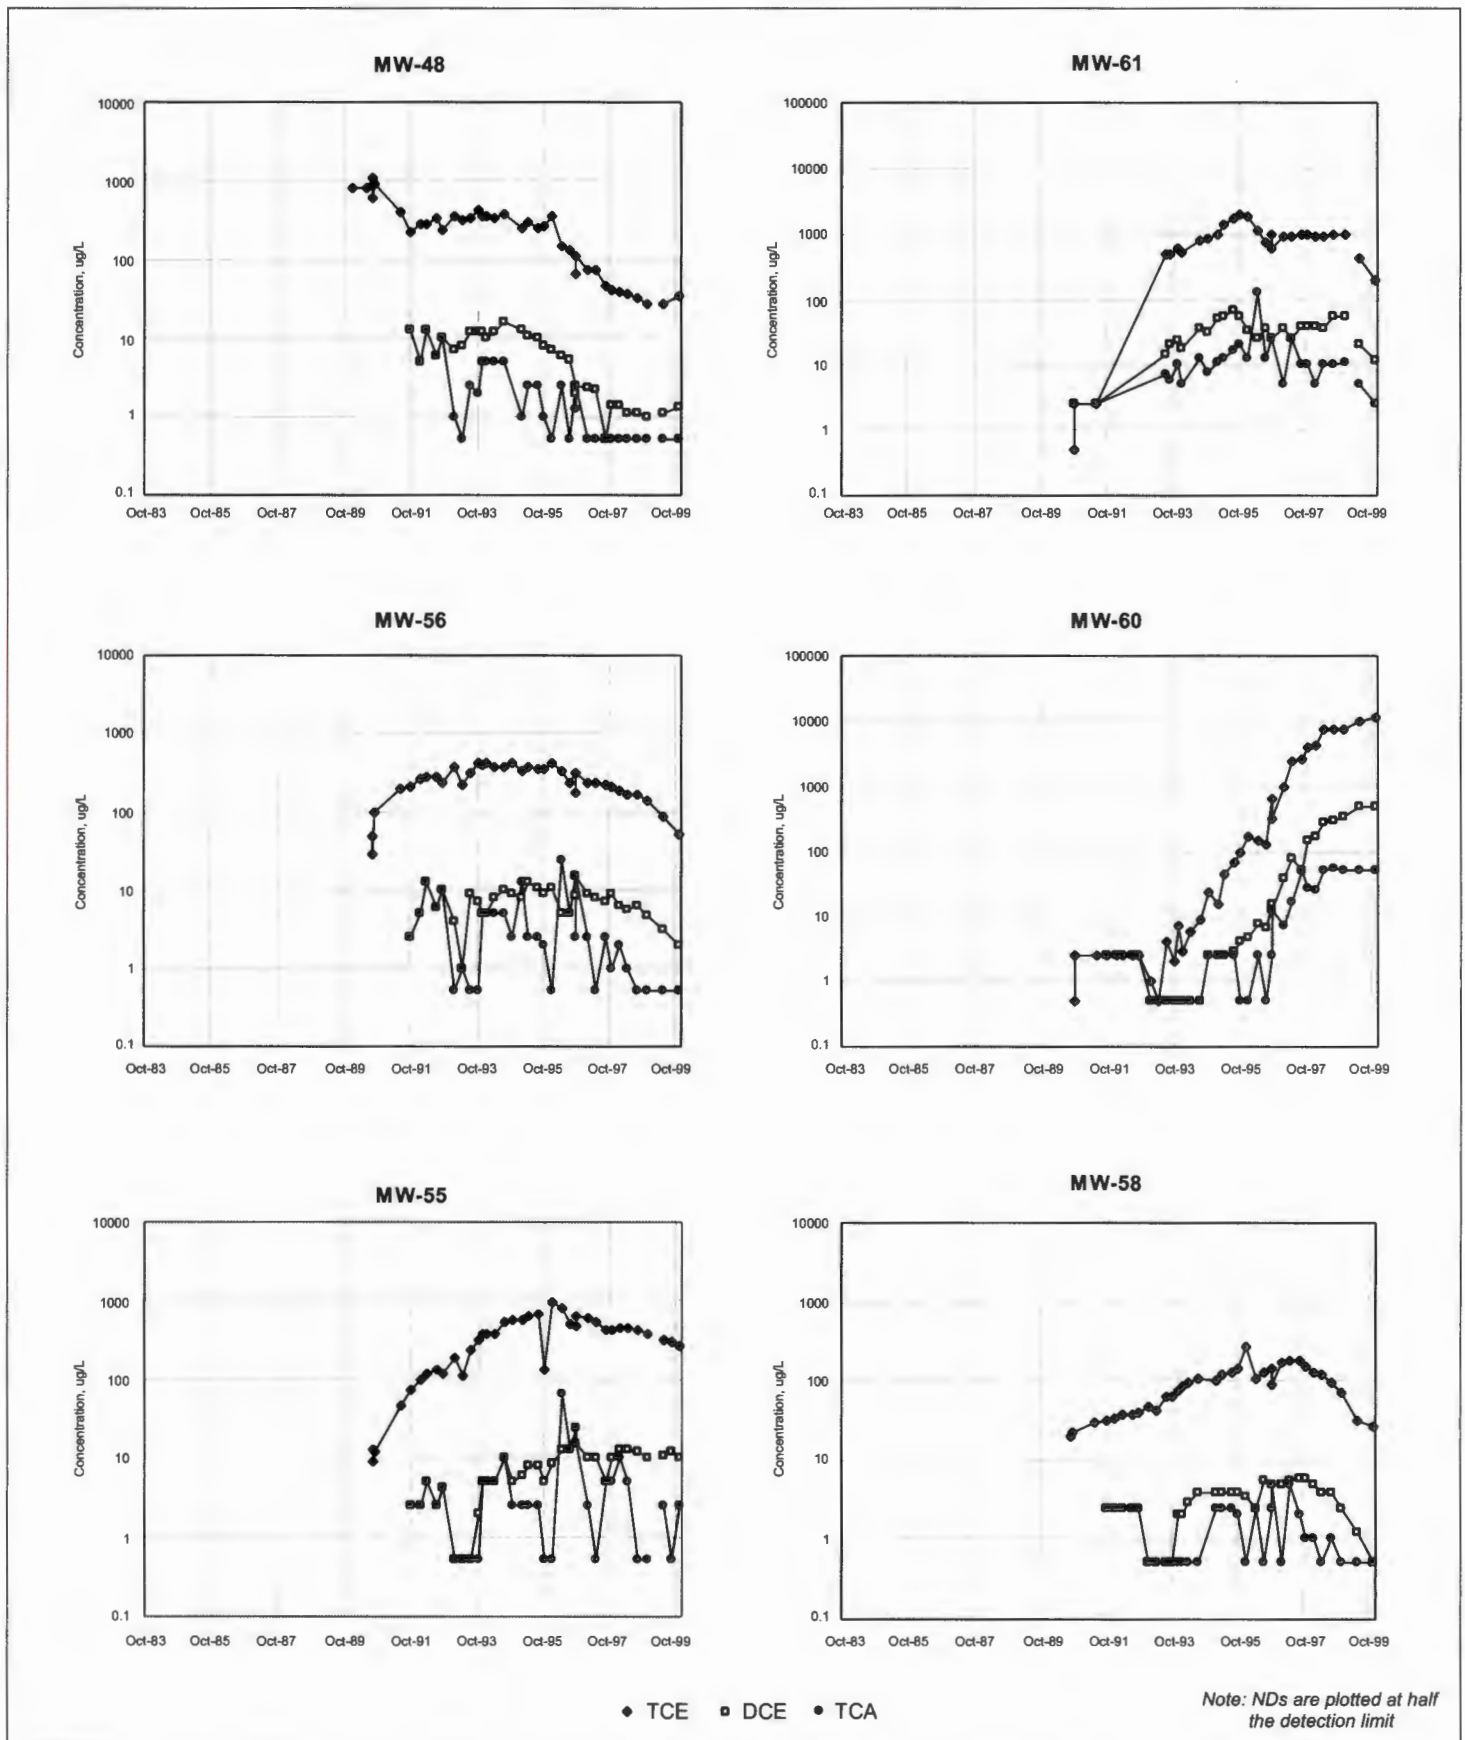 MW-48
10000
1000
100
10
1
0.1
Concentration, ug/L
Oct-83 Oct-85 Oct-87 Oct-89 Oct-91 Oct-93 Oct-95 Oct-97 Oct-99
MW-61
100000
10000
1000
100
10
1
0.1
Concentration, ug/L
Oct-83 Oct-85 Oct-87 Oct-89 Oct-91 Oct-93 Oct-95 Oct-97 Oct-99
MW-56
10000
1000
100
10
1
0.1
Concentration, ug/L
Oct-83 Oct-85 Oct-87 Oct-89 Oct-91 Oct-93 Oct-95 Oct-97 Oct-99
MW-60
100000
10000
1000
100
10
1
0.1
Concentration, ug/L
Oct-83 Oct-85 Oct-87 Oct-89 Oct-91 Oct-93 Oct-95 Oct-97 Oct-99
MW-55
10000
1000
100
10
1
0.1
Concentration, ug/L
Oct-83 Oct-85 Oct-87 Oct-89 Oct-91 Oct-93 Oct-95 Oct-97 Oct-99
MW-58
10000
1000
100
10
1
0.1
Concentration, ug/L
Oct-83 Oct-85 Oct-87 Oct-89 Oct-91 Oct-93 Oct-95 Oct-97 Oct-99
TCE DCE TCA
Note: NDs are plotted at half
the detection limit